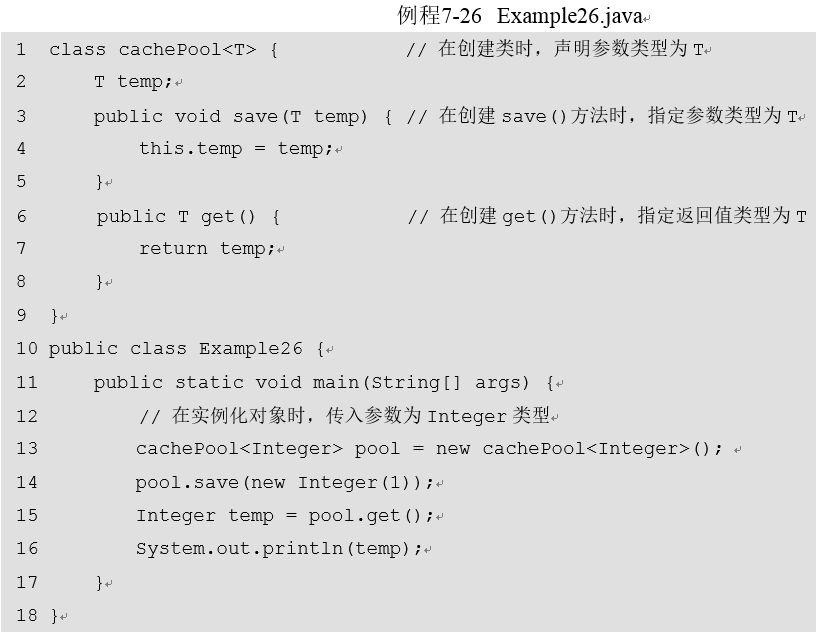 例程7-26 Example26.java
1 class cachePool<T> { // 在创建类时，声明参数类型为 T
2 T temp;
3 public void save(T temp) { // 在创建 save()方法时，指定参数类型为 T
4 this.temp = temp;
5 }
6 public T get() { // 在创建 get()方法时，指定返回值类型为 T
7 return temp;
8 }
9 }
10 public class Example26 {
11 public static void main(String[] args) {
12 // 在实例化对象时，传入参数为 Integer 类型
13 cachePool<Integer> pool = new cachePool<Integer>();
14 pool.save(new Integer(1));
15 Integer temp = pool.get();
16 System.out.println(temp);
17 }
18 }